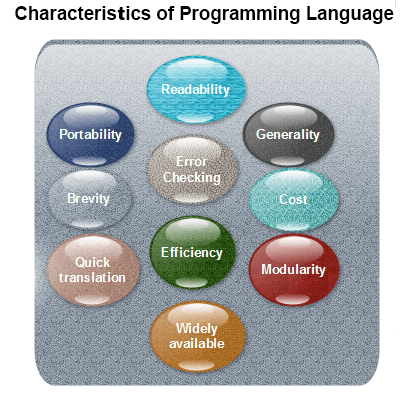 Characteristics of Programming Language
Readability
Portability
Generality
Error
Checking
Brevity
Cost
Efficiency
Quick
translation
Modularity
Widely
available